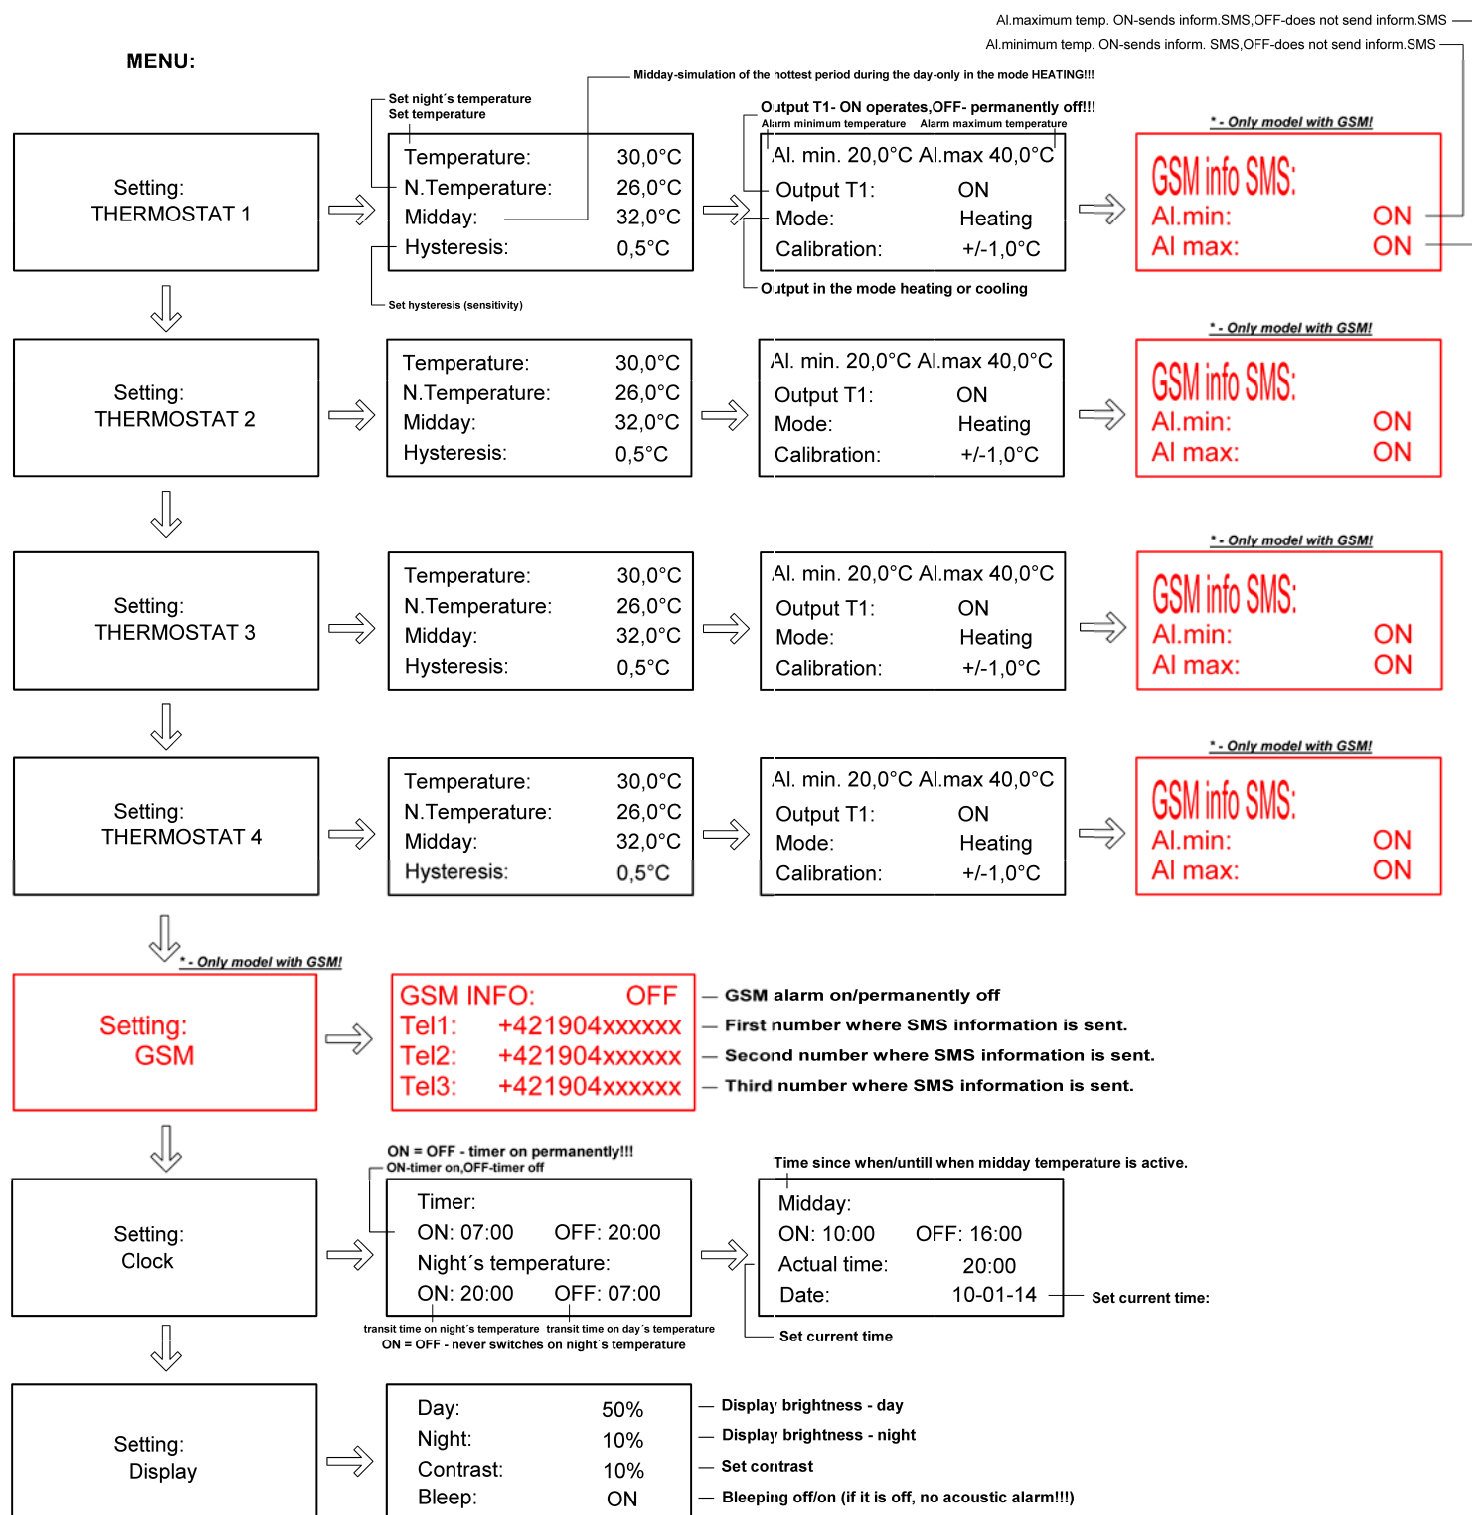 Al.maximum temp. ON-sends inform.SMS,OFF-does not send inform.SMS
Al.minimum temp. ON-sends inform. SMS,OFF-does not send inform.SMS
MENU:
Midday-simulation of the hottest period during the day-only in the mode HEATING!!!
Set night´s temperature
Set temperature
Output T1- ON operates,OFF- permanently off!!!
Alarm minimum temperature Alarm maximum temperature
* - Only model with GSM!
Setting:
THERMOSTAT 1
Temperature: 30,0°C
N.Temperature: 26,0°C
Midday: 32,0°C
Hysteresis: 0,5°C
Al. min. 20,0°C Al.max 40,0°C
Output T1: ON
Mode: Heating
Calibration: +/-1,0°C
GSM info SMS:
Al.min: ON
Al max: ON
Set hysteresis (sensitivity)
Output in the mode heating or cooling
* - Only model with GSM!
Setting:
THERMOSTAT 2
Temperature: 30,0°C
N.Temperature: 26,0°C
Midday: 32,0°C
Hysteresis: 0,5°C
Al. min. 20,0°C Al.max 40,0°C
Output T1: ON
Mode: Heating
Calibration: +/-1,0°C
GSM info SMS:
Al.min: ON
Al max: ON
* - Only model with GSM!
Setting:
THERMOSTAT 3
Temperature: 30,0°C
N.Temperature: 26,0°C
Midday: 32,0°C
Hysteresis: 0,5°C
Al. min. 20,0°C Al.max 40,0°C
Output T1: ON
Mode: Heating
Calibration: +/-1,0°C
GSM info SMS:
Al.min: ON
Al max: ON
* - Only model with GSM!
Setting:
THERMOSTAT 4
Temperature: 30,0°C
N.Temperature: 26,0°C
Midday: 32,0°C
Hysteresis: 0,5°C
Al. min. 20,0°C Al.max 40,0°C
Output T1: ON
Mode: Heating
Calibration: +/-1,0°C
GSM info SMS:
Al.min: ON
Al max: ON
* - Only model with GSM!
Setting:
GSM
GSM INFO: OFF
Tel1: +421904xxxxxx
Tel2: +421904xxxxxx
Tel3: +421904xxxxxx
GSM alarm on/permanently off
First number where SMS information is sent.
Second number where SMS information is sent.
Third number where SMS information is sent.
ON = OFF - timer on permanently!!!
ON-timer on,OFF-timer off
Time since when/untill when midday temperature is active.
Setting:
Clock
Timer:
ON: 07:00 OFF: 20:00
Night´s temperature:
ON: 20:00 OFF: 07:00
Midday:
ON: 10:00 OFF: 16:00
Actual time: 20:00
Date: 10-01-14
Set current time:
transit time on night´s temperature transit time on day´s temperature
ON = OFF - never switches on night´s temperature
Set current time
Setting:
Display
Day: 50%
Night: 10%
Contrast: 10%
Bleep: ON
Display brightness - day
Display brightness - night
Set contrast
Bleeping off/on (if it is off, no acoustic alarm!!!)